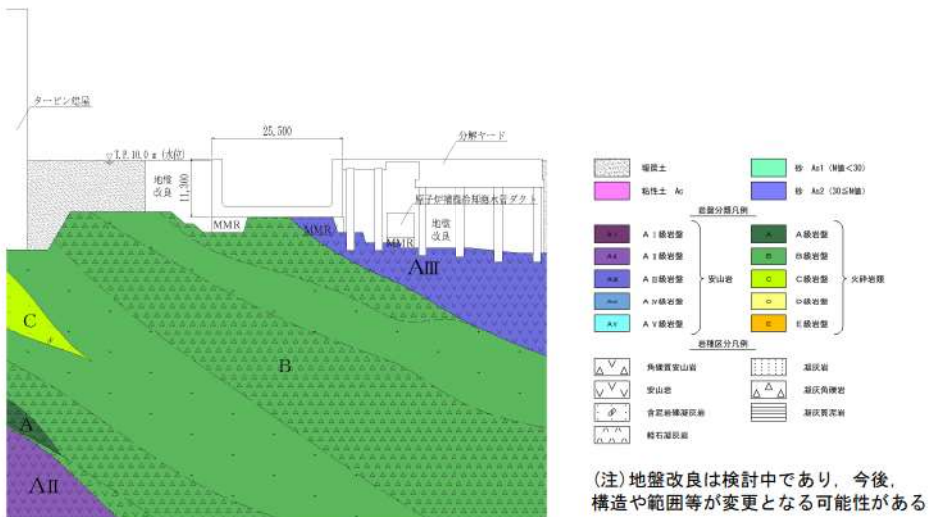 タービン建屋
25,500
分解ヤード
▽T.P.10.0 m (水位)
地盤
改良
11,300
原子炉補機冷却海水管ダクト
地盤
改良
MMR
MMR
MMR
AⅢ
C
B
A
AⅡ
埋戻土
砂 As1 (N値<30)
粘性土 Ac
砂 As2 (30≦N値)
岩盤分類凡例
AⅠ AⅠ級岩盤
A A級岩盤
AⅡ AⅡ級岩盤
B B級岩盤
AⅢ AⅢ級岩盤
安山岩
C C級岩盤
火砕岩類
AⅣ AⅣ級岩盤
D D級岩盤
AⅤ AⅤ級岩盤
E E級岩盤
岩種区分凡例
角礫質安山岩
凝灰岩
安山岩
凝灰角礫岩
含泥岩礫凝灰岩
凝灰質泥岩
軽石凝灰岩
(注)地盤改良は検討中であり, 今後,
構造や範囲等が変更となる可能性がある